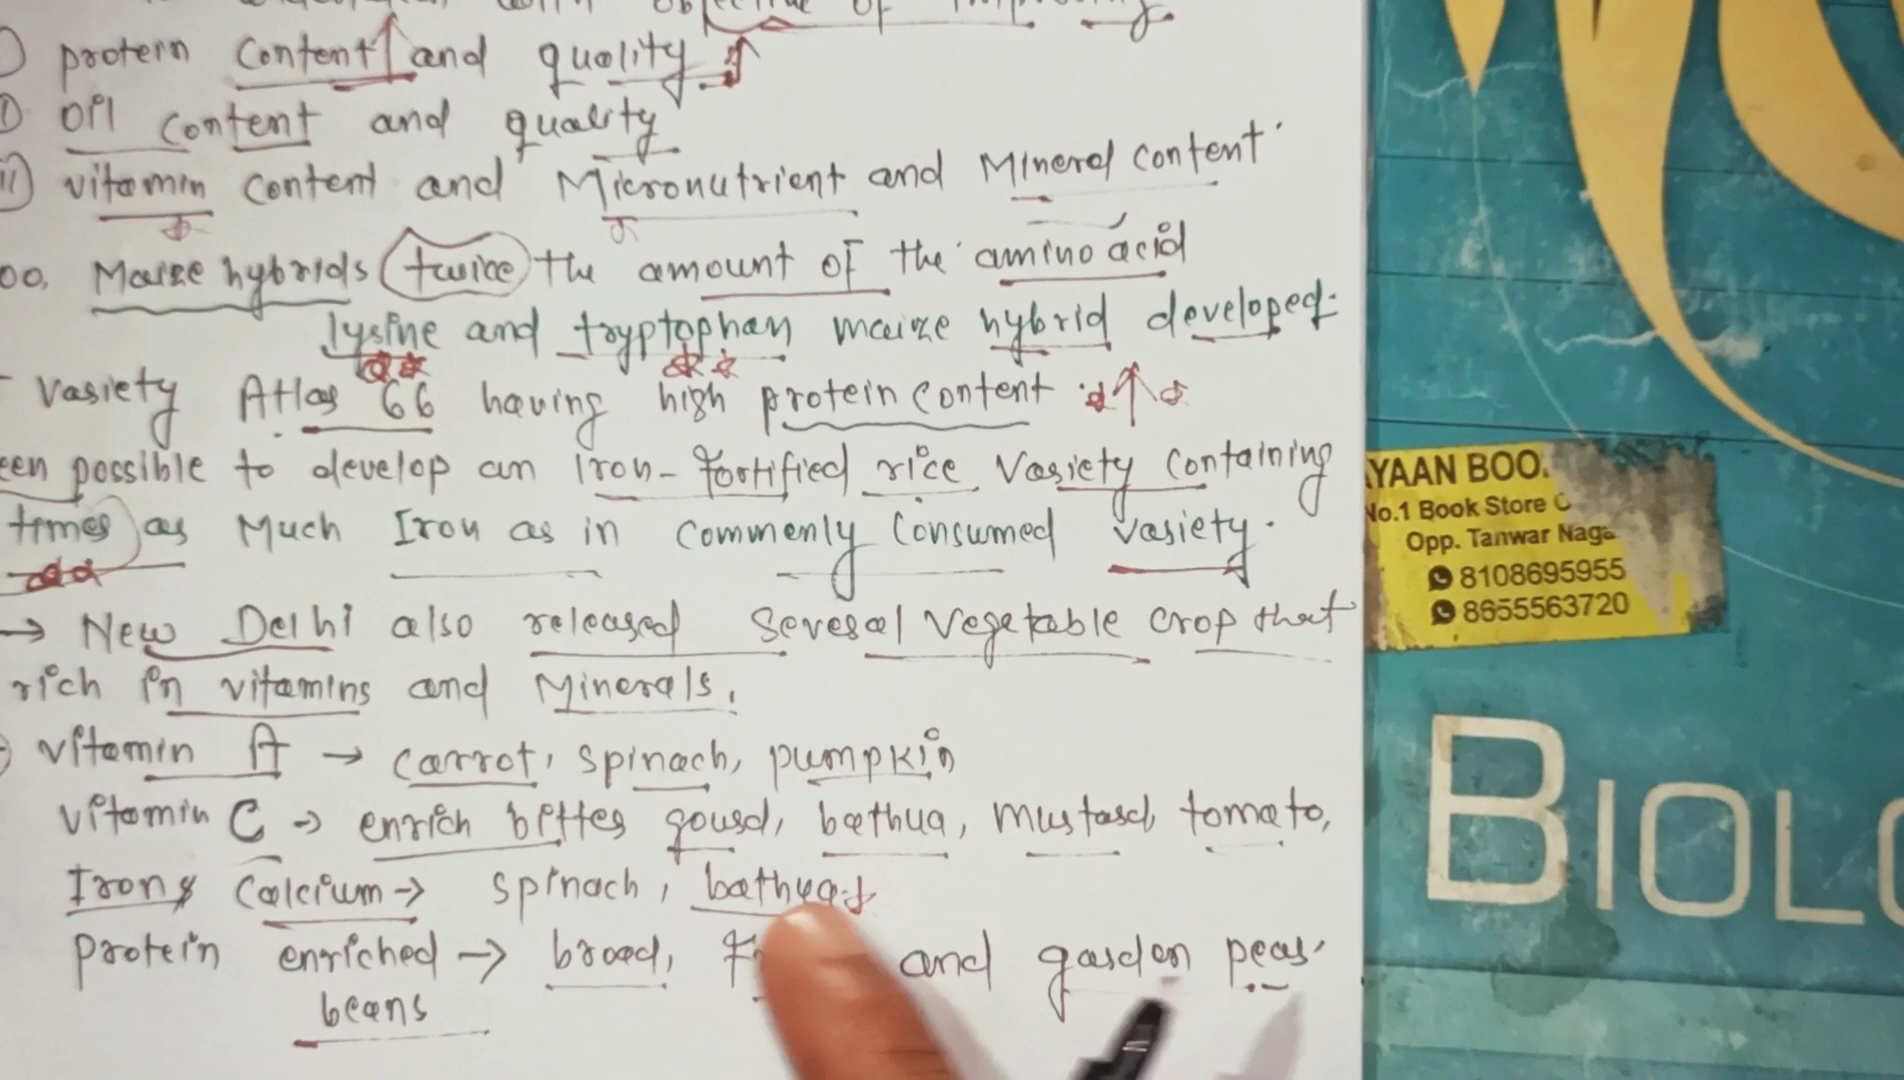 protein content ↑ and quality ↑
oil content and quality
vitamin content and Micronutrient and Mineral content.
00, Maize hybrids twice the amount of the amino acid
lysine and tryptophan maize hybrid developed.
variety Atlas 66 having high protein content ↑
een possible to develop an Iron-fortified rice variety containing
times as Much Iron as in commenly consumed variety.
→ New Delhi also released several vegetable crop that
rich in vitamins and Minerals.
vitamin A → carrot, spinach, pumpkin
vitamin C → enrich bitter gourd, bathua, mustard, tomato,
Iron & calcium → spinach, bathua
protein enriched → broad, and garden peas.
beans
YAAN BOO
No.1 Book Store
Opp. Tanwar Naga
8108695955
8655563720
BIOLO